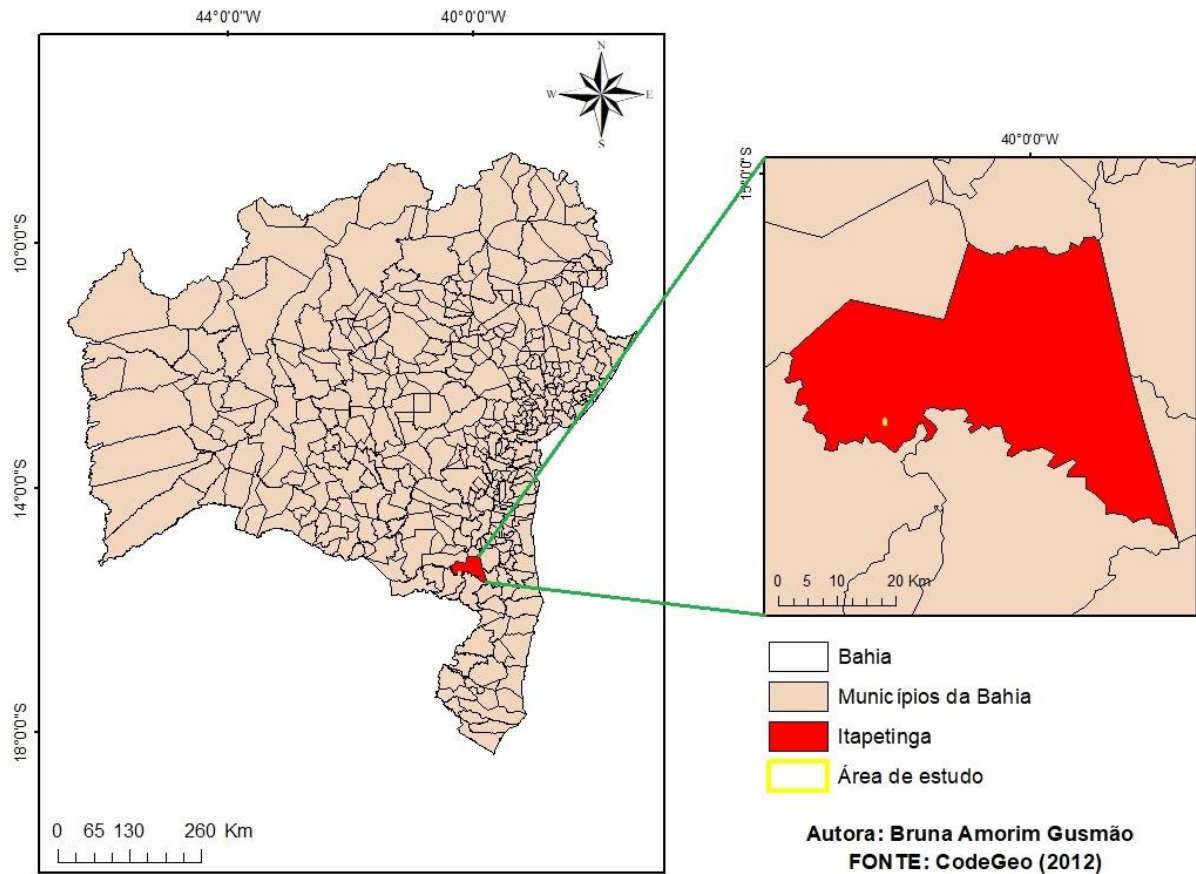 44°0'0"W
40°0'0"W
N
W
E
S
10°0'0"S
14°0'0"S
18°0'0"S
0 65 130 260 Km
40°0'0"W
15°0'0"S
0 5 10 20 Km
Bahia
Municípios da Bahia
Itapetinga
Área de estudo
Autora: Bruna Amorim Gusmão
FONTE: CodeGeo (2012)